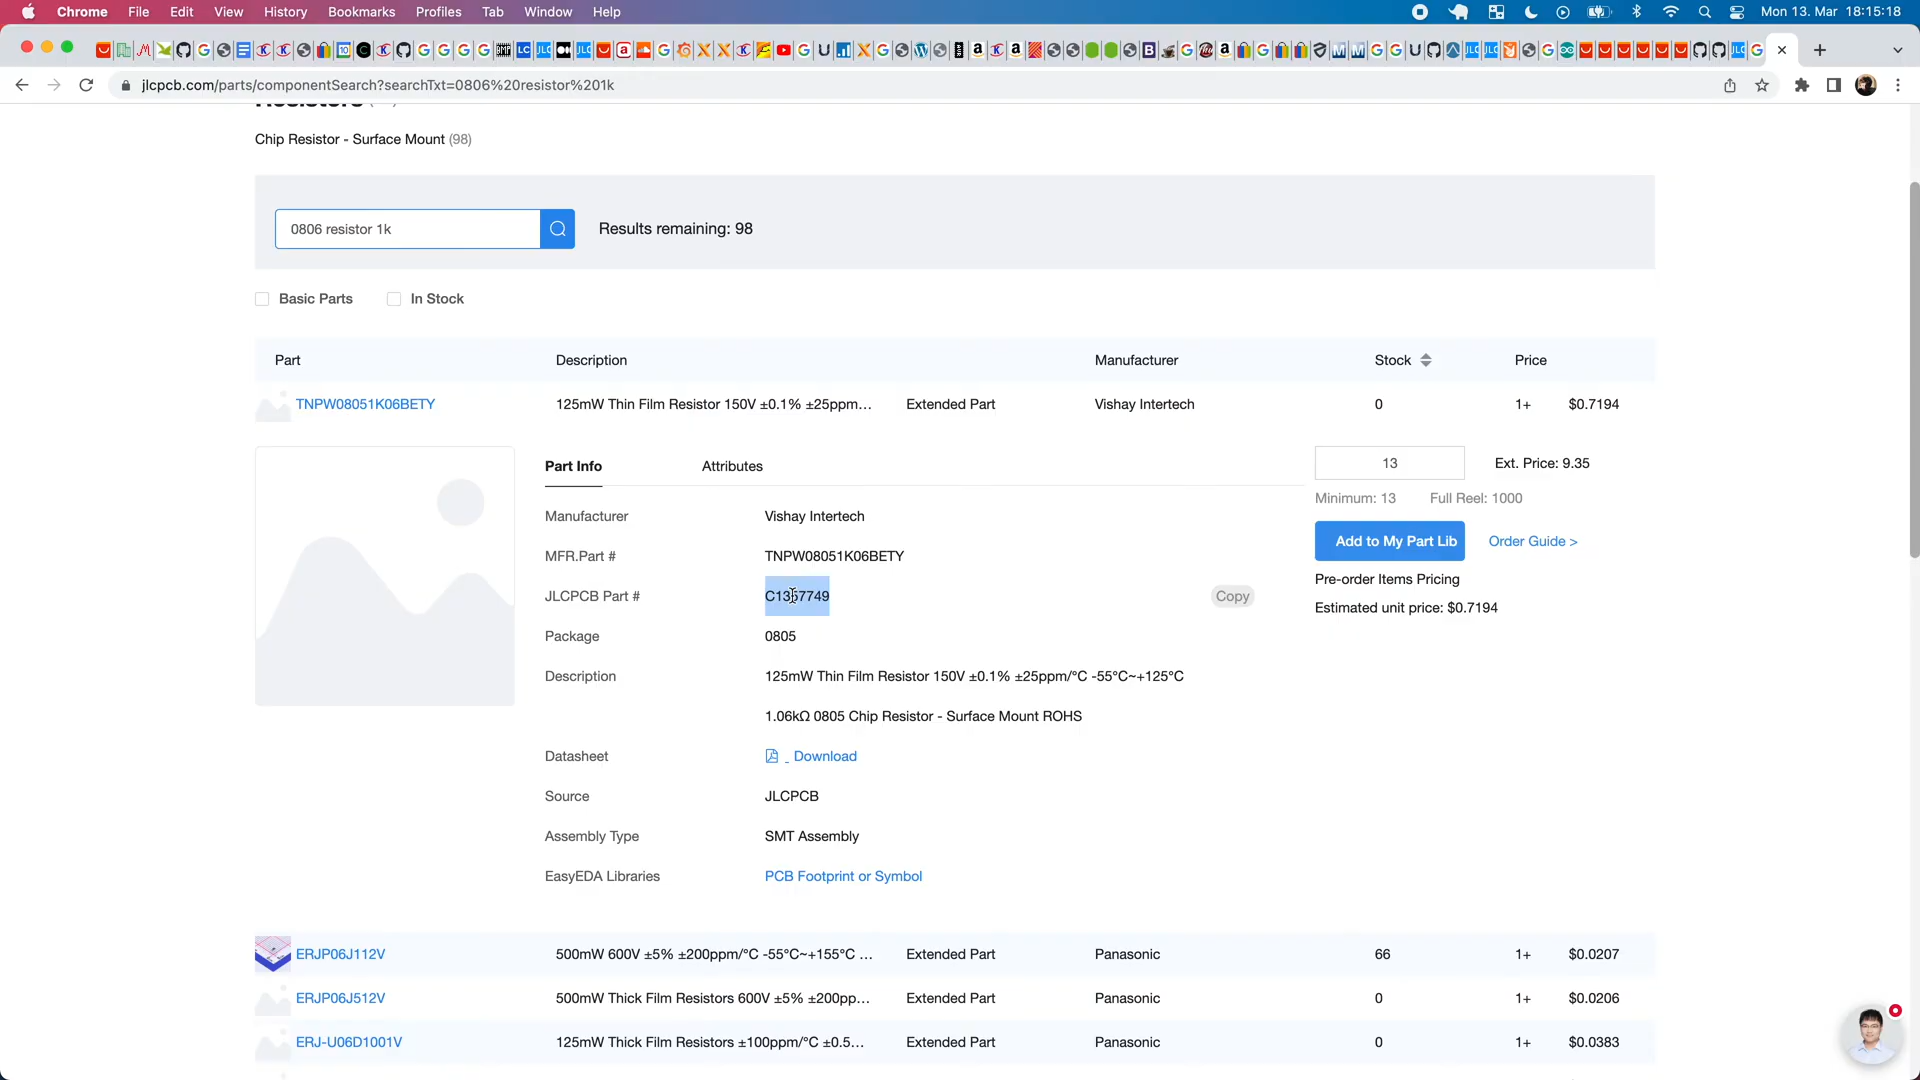 Chrome File Edit View History Bookmarks Profiles Tab Window Help Mon 13. Mar 18:15:18
jlcpcb.com/parts/componentSearch?searchTxt=0806%20resistor%201k
Chip Resistor - Surface Mount (98)
0806 resistor 1k Results remaining: 98
Basic Parts In Stock
Part Description Manufacturer Stock Price
TNPW08051K06BETY 125mW Thin Film Resistor 150V ±0.1% ±25ppm... Extended Part Vishay Intertech 0 1+ $0.7194
Part Info Attributes
13 Ext. Price: 9.35
Minimum: 13 Full Reel: 1000
Manufacturer Vishay Intertech
Add to My Part Lib Order Guide >
MFR.Part # TNPW08051K06BETY
Pre-order Items Pricing
JLCPCB Part # C1367749 Copy
Estimated unit price: $0.7194
Package 0805
Description 125mW Thin Film Resistor 150V ±0.1% ±25ppm/°C -55°C~+125°C
1.06kΩ 0805 Chip Resistor - Surface Mount ROHS
Datasheet Download
Source JLCPCB
Assembly Type SMT Assembly
EasyEDA Libraries PCB Footprint or Symbol
ERJP06J112V 500mW 600V ±5% ±200ppm/°C -55°C~+155°C ... Extended Part Panasonic 66 1+ $0.0207
ERJP06J512V 500mW Thick Film Resistors 600V ±5% ±200pp... Extended Part Panasonic 0 1+ $0.0206
ERJ-U06D1001V 125mW Thick Film Resistors ±100ppm/°C ±0.5... Extended Part Panasonic 0 1+ $0.0383